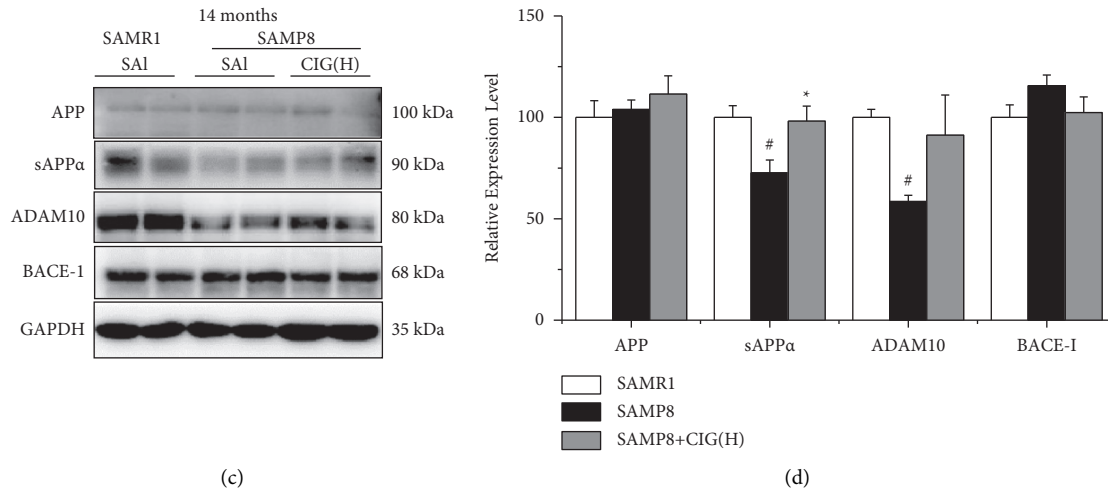 14 months
SAMR1 SAMP8
SAl SAl CIG(H)
APP 100 kDa
sAPPα 90 kDa
ADAM10 80 kDa
BACE-1 68 kDa
GAPDH 35 kDa
(c)
Relative Expression Level
150
100
50
0
# * #
APP sAPPα ADAM10 BACE-I
SAMR1
SAMP8
SAMP8+CIG(H)
(d)